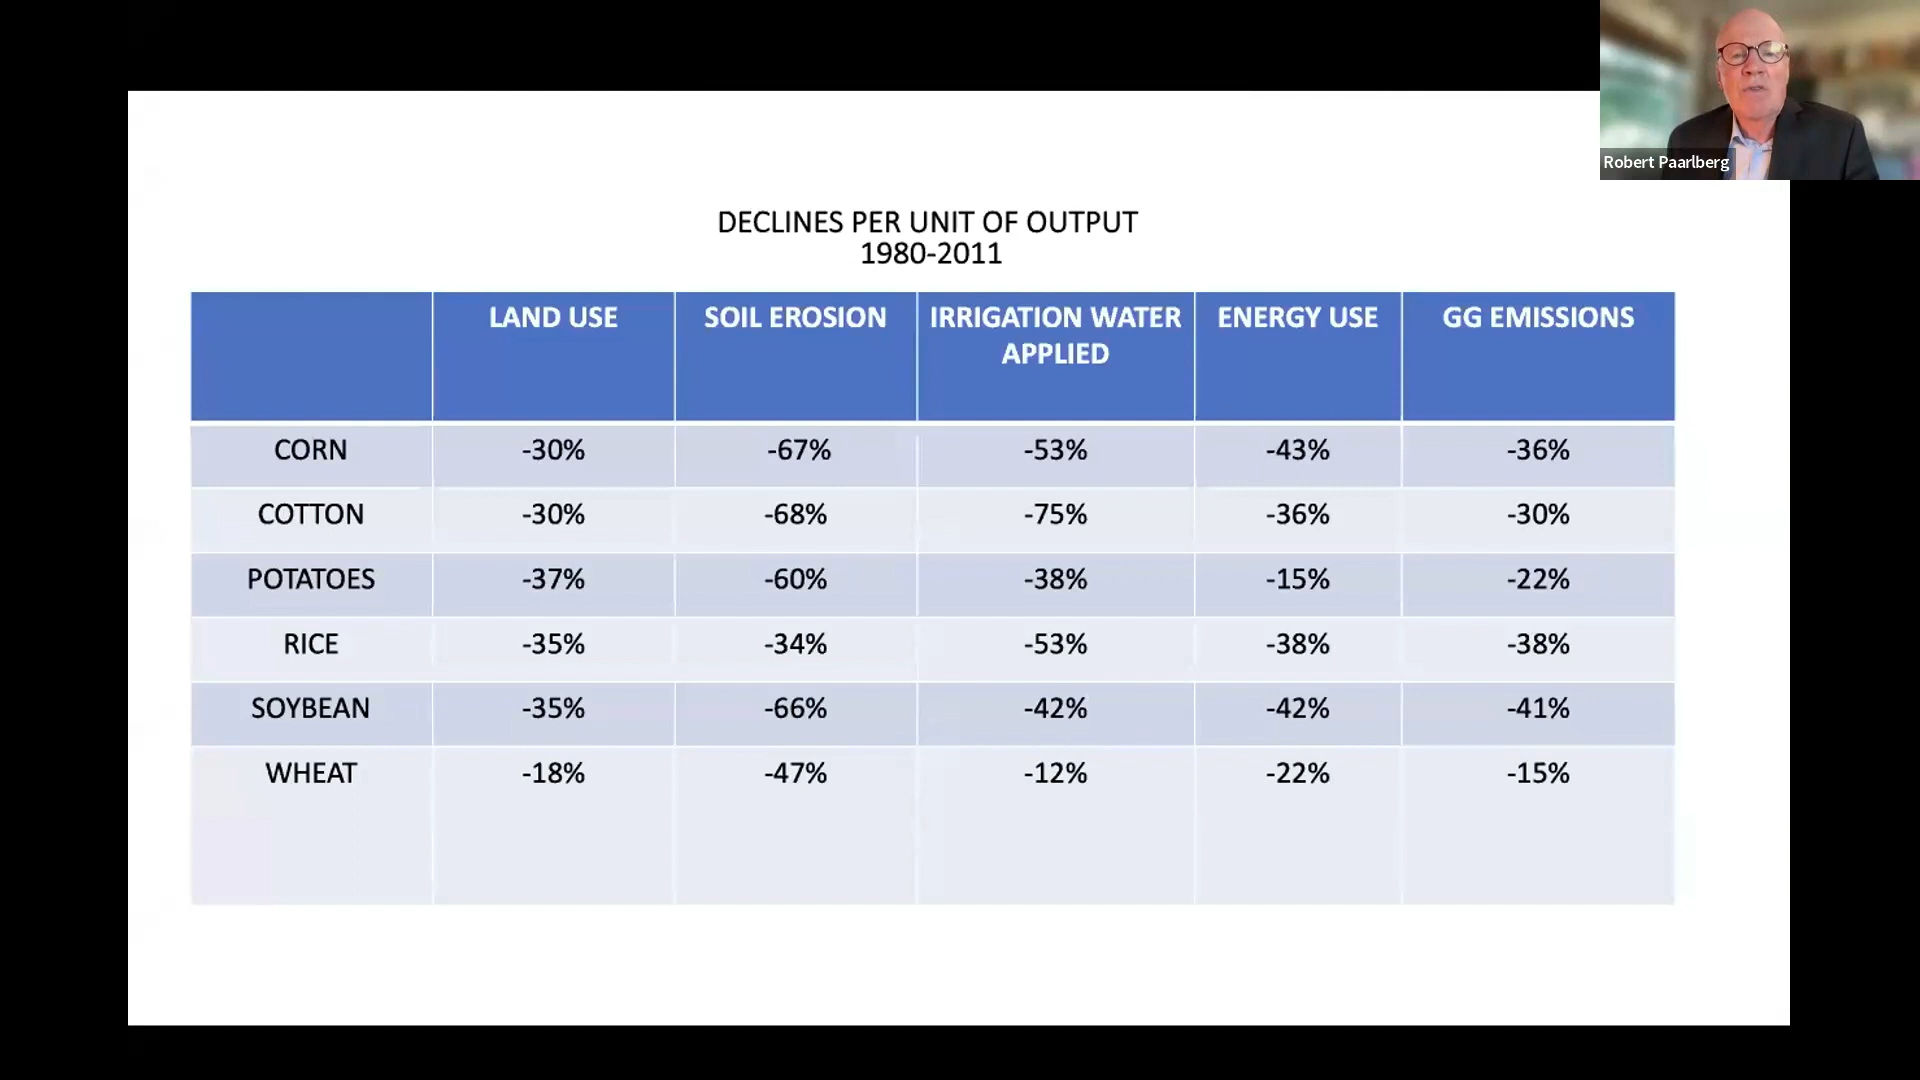 Robert Paarlberg
DECLINES PER UNIT OF OUTPUT
1980-2011
LAND USE SOIL EROSION IRRIGATION WATER APPLIED ENERGY USE GG EMISSIONS
CORN -30% -67% -53% -43% -36%
COTTON -30% -68% -75% -36% -30%
POTATOES -37% -60% -38% -15% -22%
RICE -35% -34% -53% -38% -38%
SOYBEAN -35% -66% -42% -42% -41%
WHEAT -18% -47% -12% -22% -15%